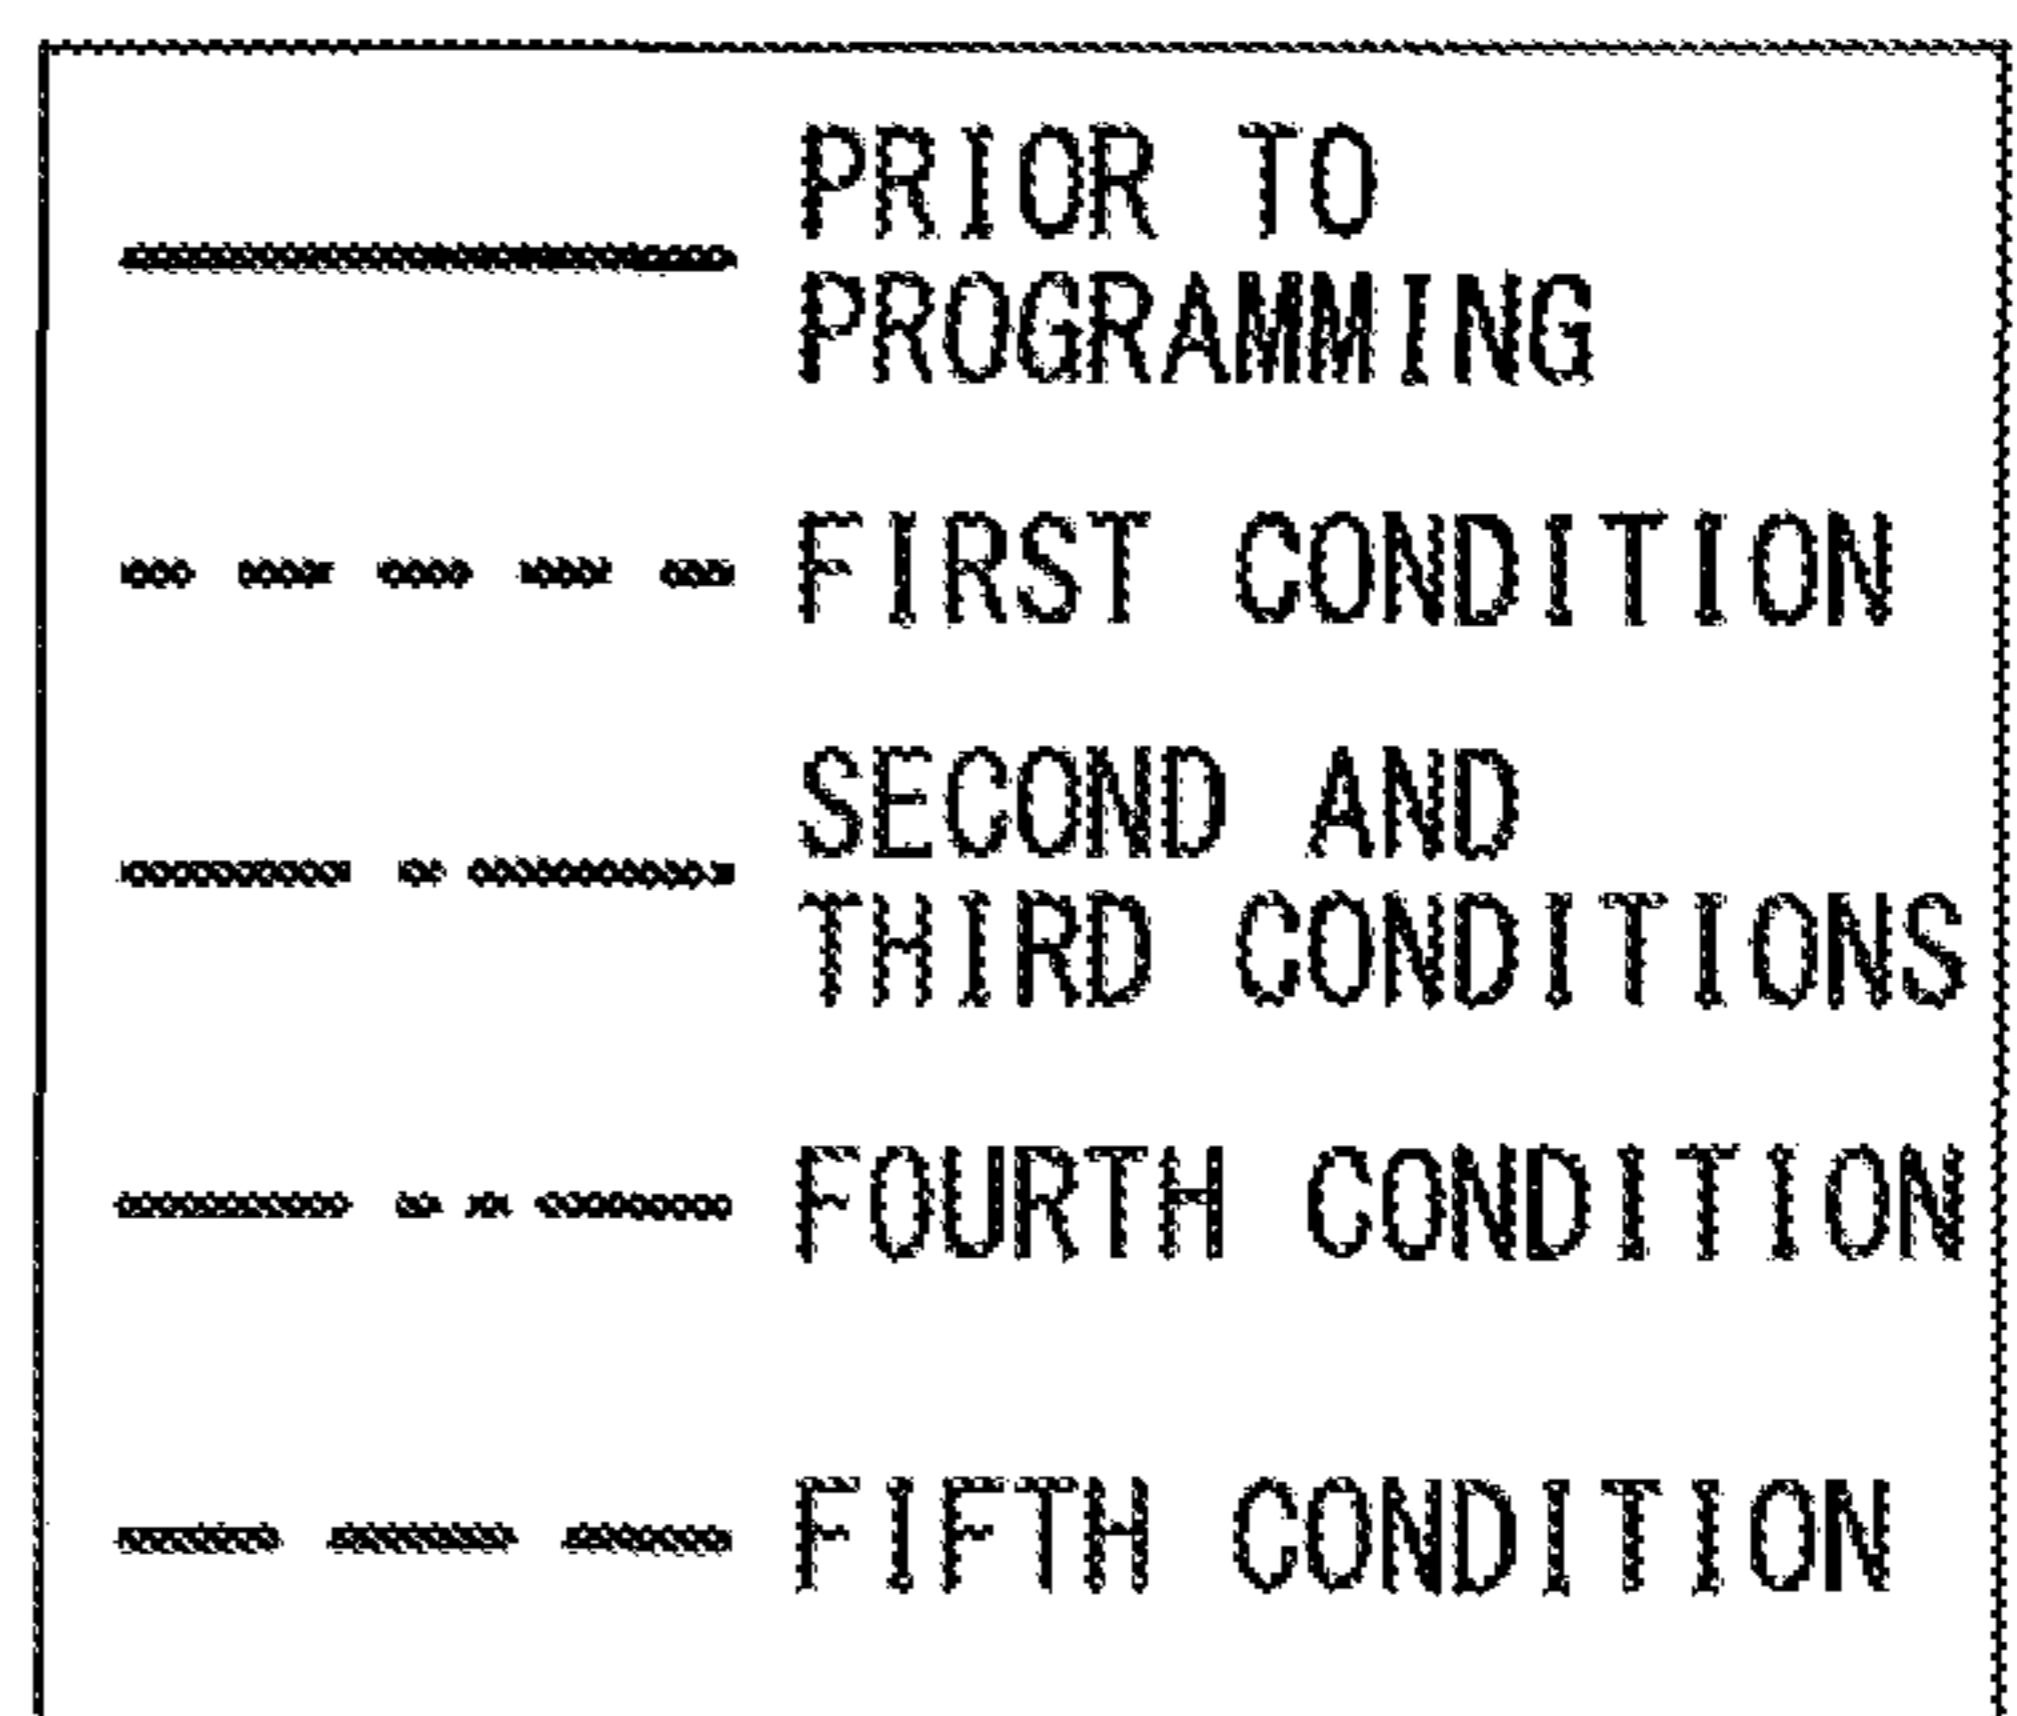 PRIOR TO
PROGRAMMING
FIRST CONDITION
SECOND AND
THIRD CONDITIONS
FOURTH CONDITION
FIFTH CONDITION